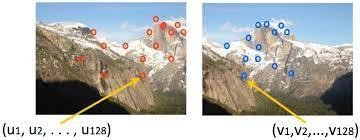 (u1, u2, . . . , u128)
(v1,v2,...,v128)